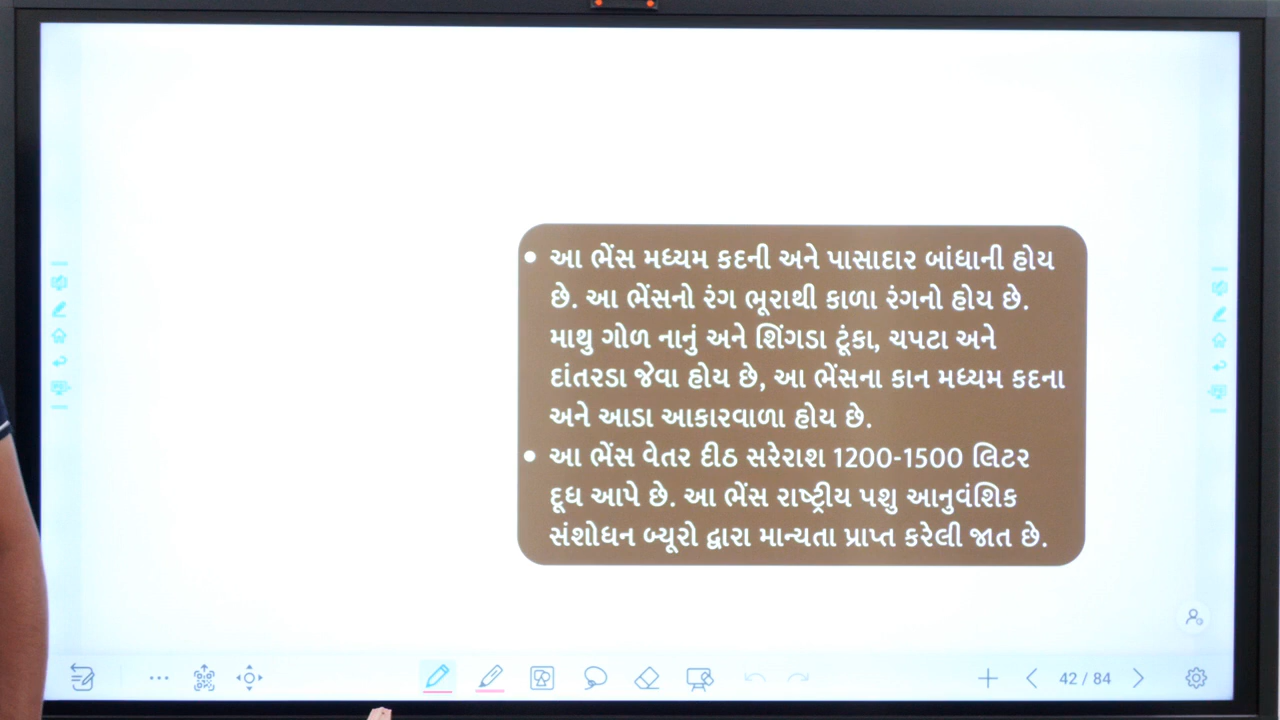 • આ ભેંસ મધ્યમ કદની અને પાસાદાર બાંધાની હોય
છે. આ ભેંસનો રંગ ભૂરાથી કાળા રંગનો હોય છે.
માથુ ગોળ નાનું અને શિંગડા ટૂંકા, ચપટા અને
દાંતરડા જેવા હોય છે, આ ભેંસના કાન મધ્યમ કદના
અને આડા આકારવાળા હોય છે.
• આ ભેંસ વેતર દીઠ સરેરાશ 1200-1500 લિટર
દૂધ આપે છે. આ ભેંસ રાષ્ટ્રીય પશુ આનુવંશિક
સંશોધન બ્યૂરો દ્વારા માન્યતા પ્રાપ્ત કરેલી જાત છે.
42 / 84